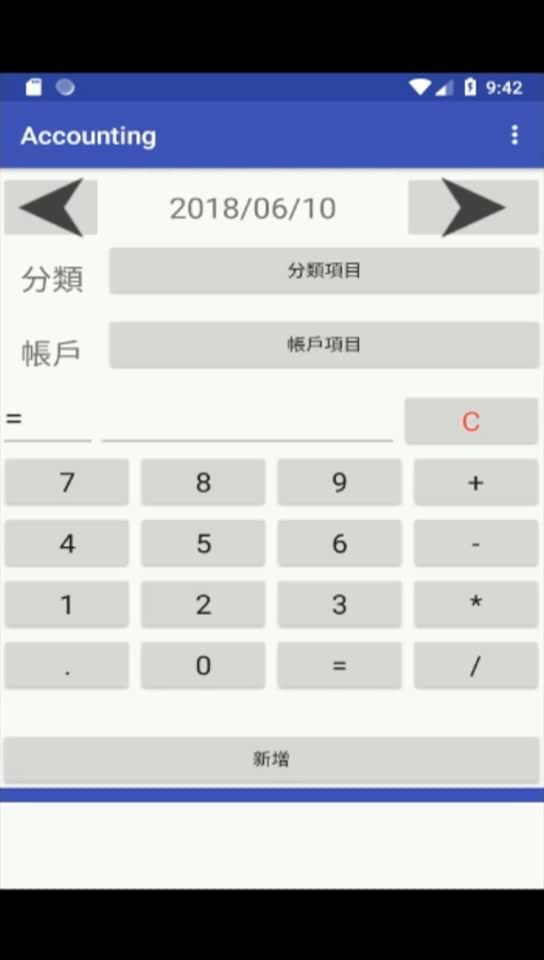 9:42
Accounting
2018/06/10
分類 分類項目
帳戶 帳戶項目
= C
7 8 9 +
4 5 6 -
1 2 3 *
. 0 = /
新增